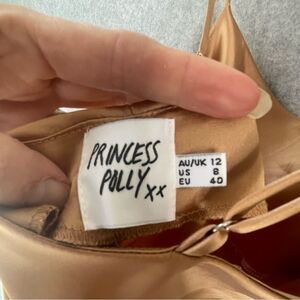 PRINCESS
POLLY xx
AU/UK 12
US 8
EU 40